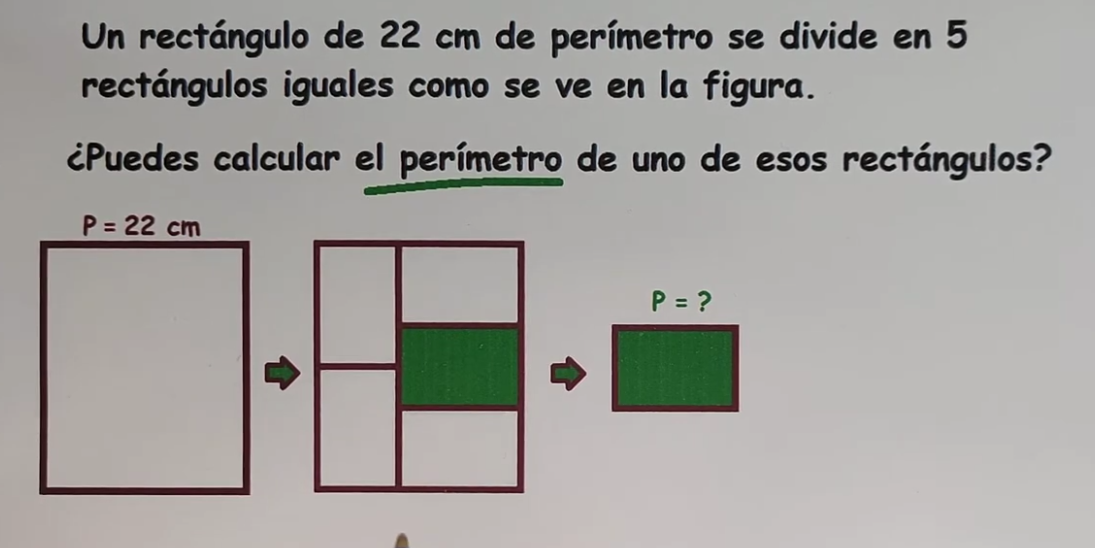 Un rectángulo de 22 cm de perímetro se divide en 5
rectángulos iguales como se ve en la figura.
¿Puedes calcular el perímetro de uno de esos rectángulos?
P = 22 cm
P = ?